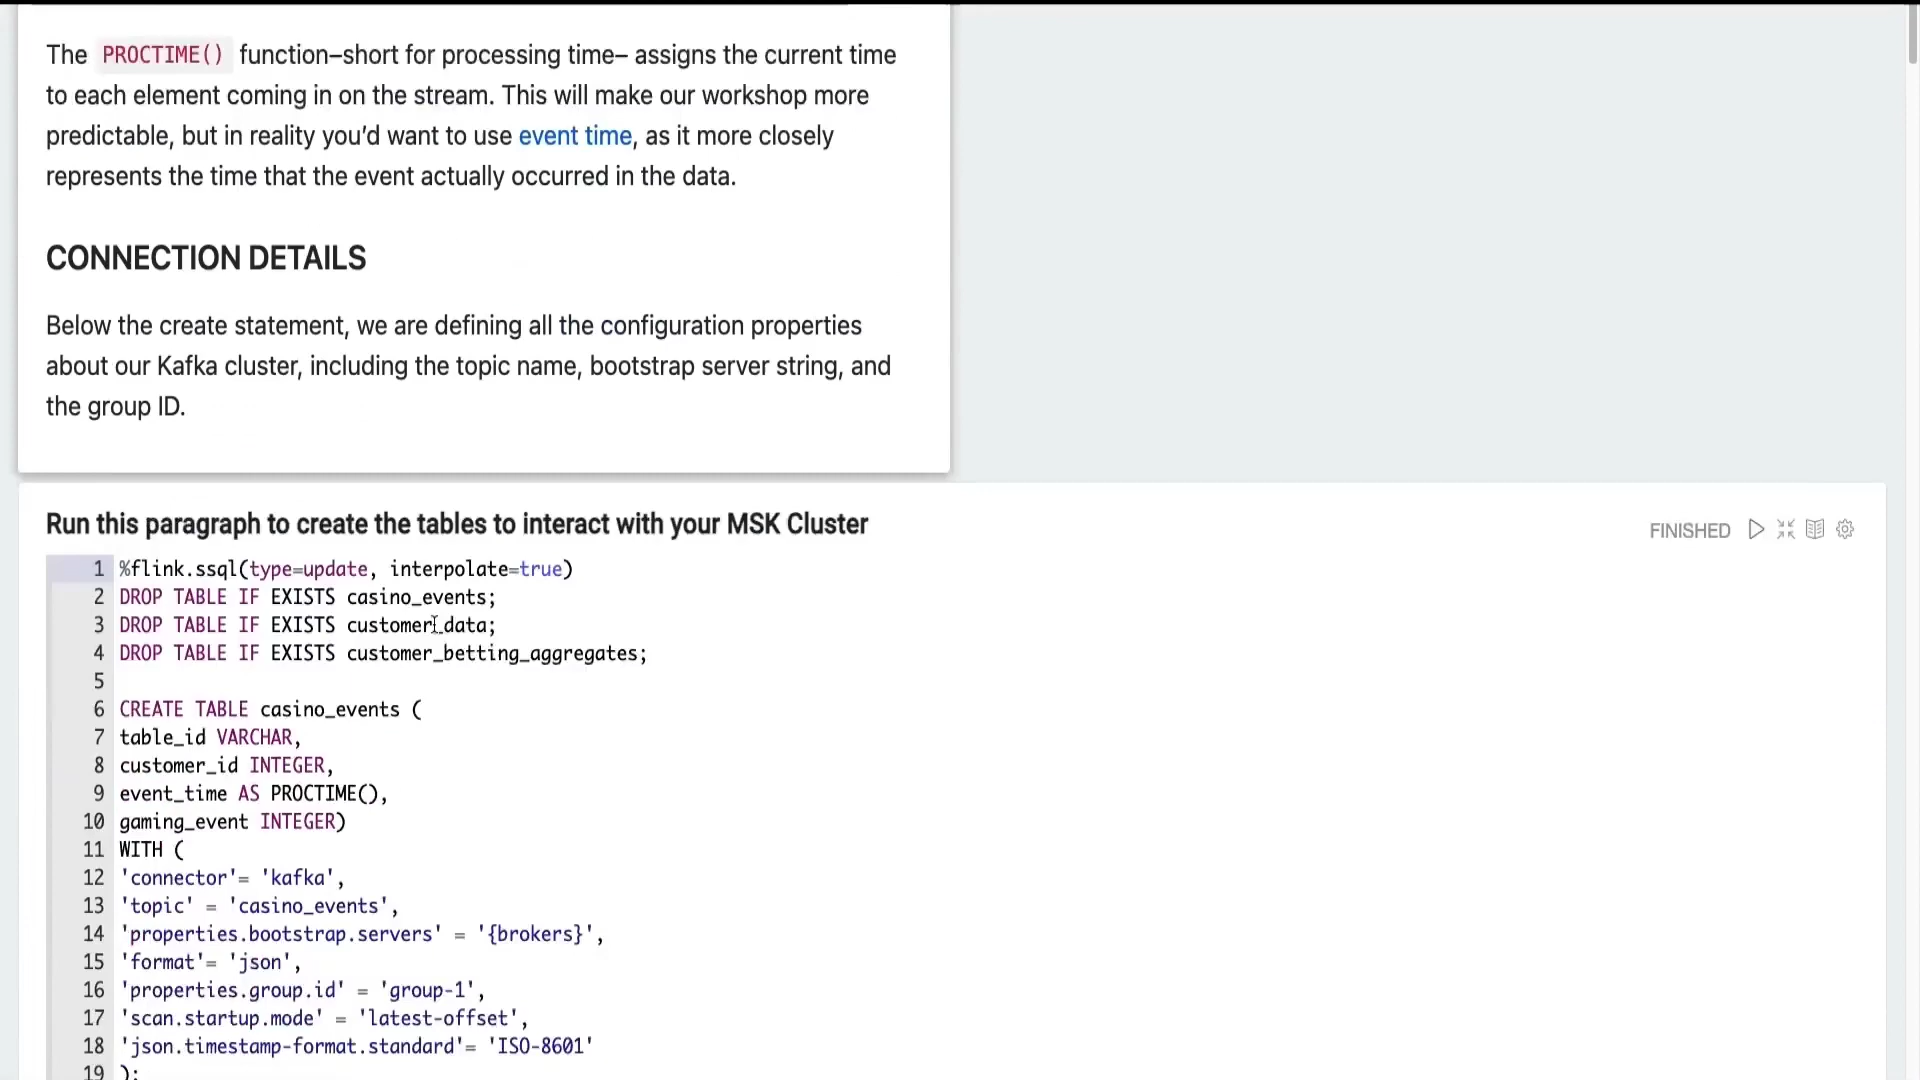 The PROCTIME() function–short for processing time– assigns the current time
to each element coming in on the stream. This will make our workshop more
predictable, but in reality you’d want to use event time, as it more closely
represents the time that the event actually occurred in the data.
CONNECTION DETAILS
Below the create statement, we are defining all the configuration properties
about our Kafka cluster, including the topic name, bootstrap server string, and
the group ID.
Run this paragraph to create the tables to interact with your MSK Cluster
FINISHED
1 %flink.ssql(type=update, interpolate=true)
2 DROP TABLE IF EXISTS casino_events;
3 DROP TABLE IF EXISTS customer_data;
4 DROP TABLE IF EXISTS customer_betting_aggregates;
5
6 CREATE TABLE casino_events (
7 table_id VARCHAR,
8 customer_id INTEGER,
9 event_time AS PROCTIME(),
10 gaming_event INTEGER)
11 WITH (
12 'connector'= 'kafka',
13 'topic' = 'casino_events',
14 'properties.bootstrap.servers' = '{brokers}',
15 'format'= 'json',
16 'properties.group.id' = 'group-1',
17 'scan.startup.mode' = 'latest-offset',
18 'json.timestamp-format.standard'= 'ISO-8601'
19 );